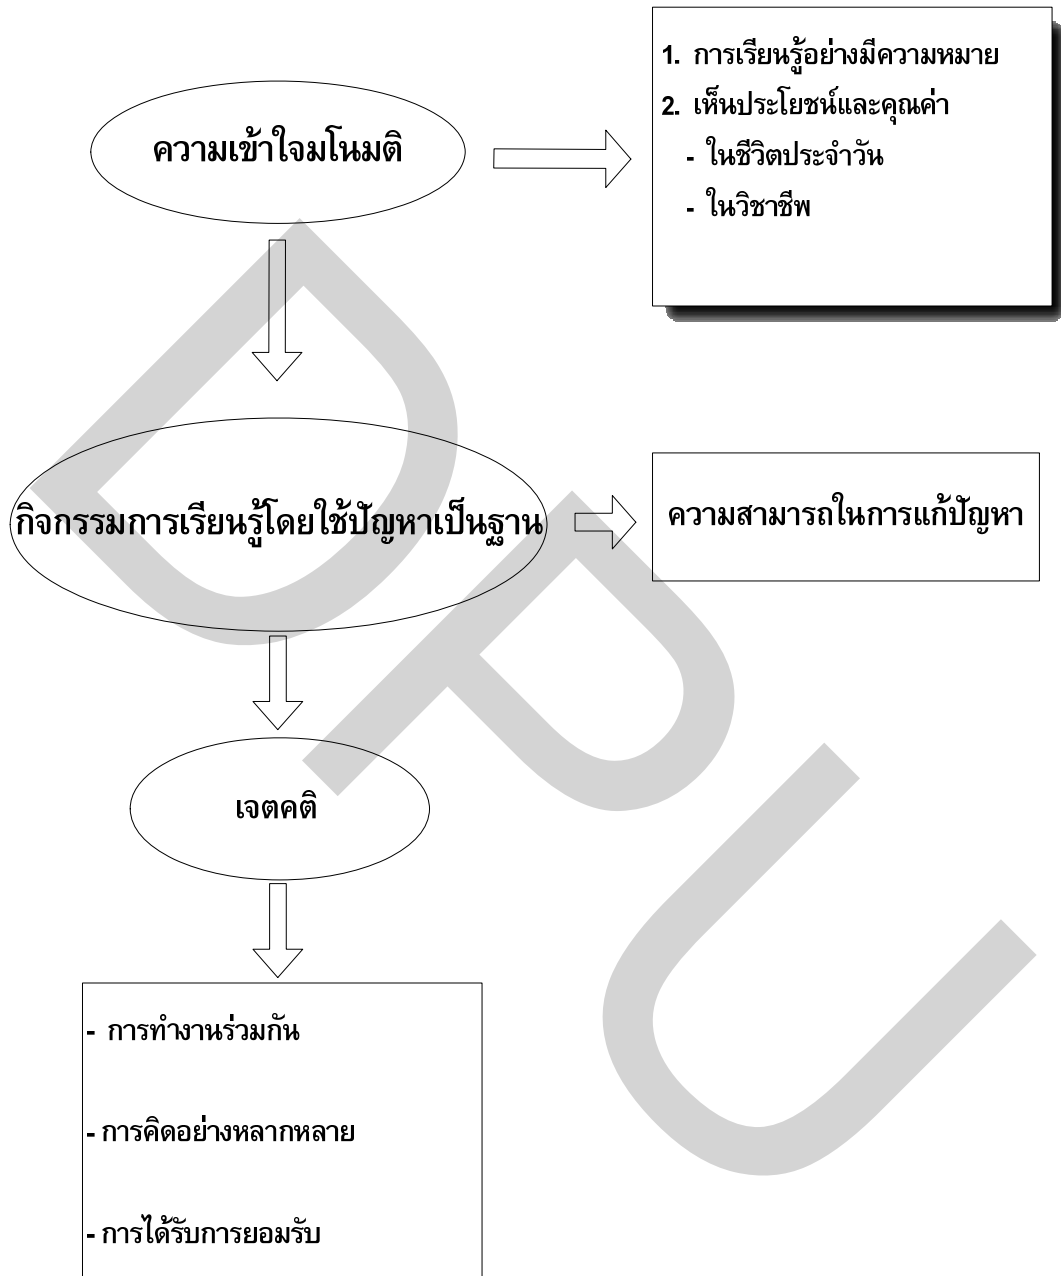 ความเข้าใจมโนมติ
1. การเรียนรู้อย่างมีความหมาย
2. เห็นประโยชน์และคุณค่า
- ในชีวิตประจำวัน
- ในวิชาชีพ
กิจกรรมการเรียนรู้โดยใช้ปัญหาเป็นฐาน
ความสามารถในการแก้ปัญหา
เจตคติ
- การทำงานร่วมกัน
- การคิดอย่างหลากหลาย
- การได้รับการยอมรับ
DPU